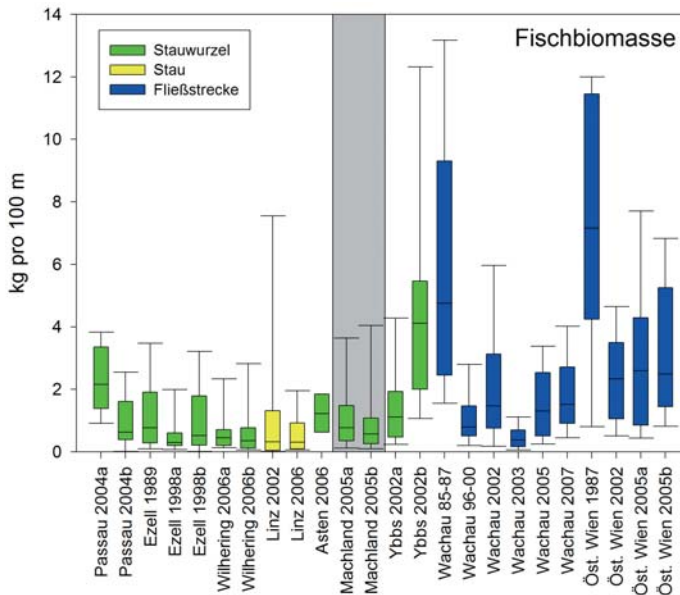 Fischbiomasse
Stauwurzel
Stau
Fließstrecke
kg pro 100 m
14
12
10
8
6
4
2
0
Passau 2004a
Passau 2004b
Ezell 1989
Ezell 1998a
Ezell 1998b
Wilhering 2006a
Wilhering 2006b
Linz 2002
Linz 2006
Asten 2006
Machland 2005a
Machland 2005b
Ybbs 2002a
Ybbs 2002b
Wachau 85-87
Wachau 96-00
Wachau 2002
Wachau 2003
Wachau 2005
Wachau 2007
Öst. Wien 1987
Öst. Wien 2002
Öst. Wien 2005a
Öst. Wien 2005b